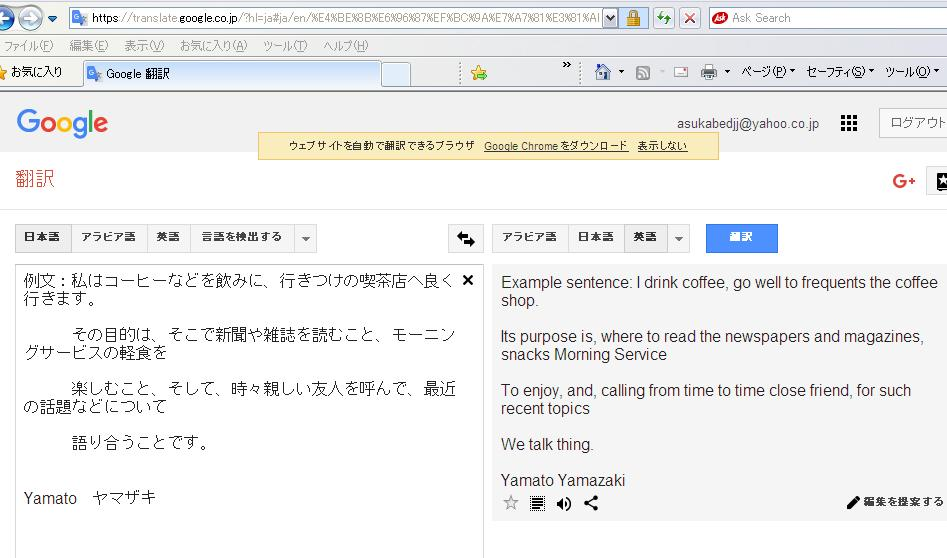 https://translate.google.co.jp/?hl=ja#ja/en/%E4%BE%8B%E6%96%87%EF%BC%9A%E7%A7%81%E3%81%A
Ask Ask Search
ファイル(F) 編集(E) 表示(V) お気に入り(A) ツール(T) ヘルプ(H)
お気に入り Google 翻訳
» ページ(P) セーフティ(S) ツール(O)
Google asukabedjj@yahoo.co.jp ログアウト
ウェブサイトを自動で翻訳できるブラウザ Google Chromeをダウンロード 表示しない
翻訳 G+
日本語 アラビア語 英語 言語を検出する アラビア語 日本語 英語 翻訳
例文：私はコーヒーなどを飲みに、行きつけの喫茶店へ良く
行きます。
その目的は、そこで新聞や雑誌を読むこと、モーニン
グサービスの軽食を
楽しむこと、そして、時々親しい友人を呼んで、最近
の話題などについて
語り合うことです。
Yamato ヤマザキ
Example sentence: I drink coffee, go well to frequents the coffee
shop.
Its purpose is, where to read the newspapers and magazines,
snacks Morning Service
To enjoy, and, calling from time to time close friend, for such
recent topics
We talk thing.
Yamato Yamazaki
編集を提案する